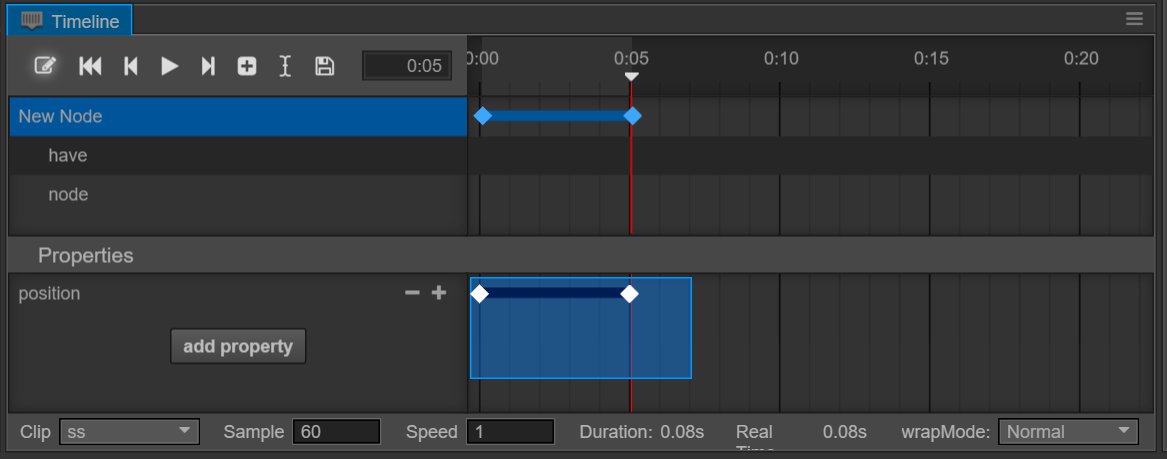 Timeline
0:05
0:00 0:05 0:10 0:15 0:20
New Node
have
node
Properties
position
add property
Clip ss Sample 60 Speed 1 Duration: 0.08s Real Time 0.08s wrapMode: Normal